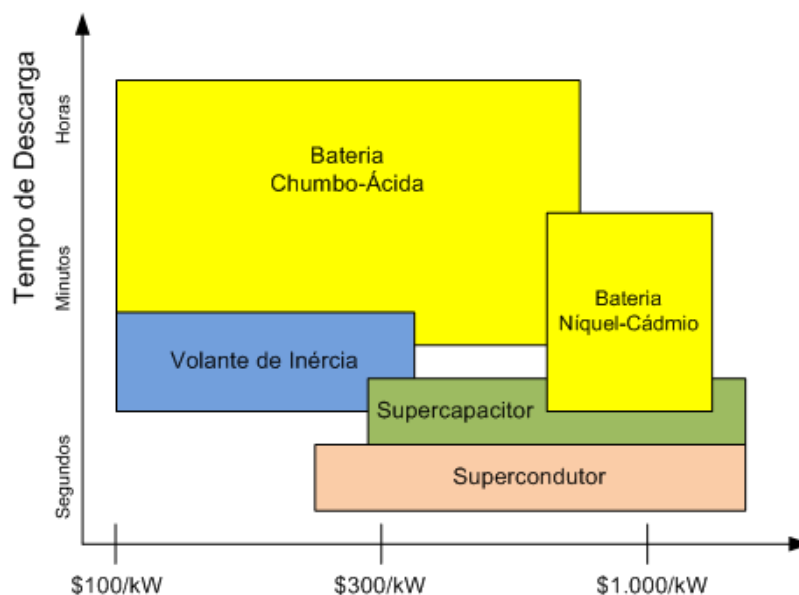 Tempo de Descarga
Horas
Minutos
Segundos
Bateria
Chumbo-Ácida
Bateria
Níquel-Cádmio
Volante de Inércia
Supercapacitor
Supercondutor
$100/kW
$300/kW
$1.000/kW